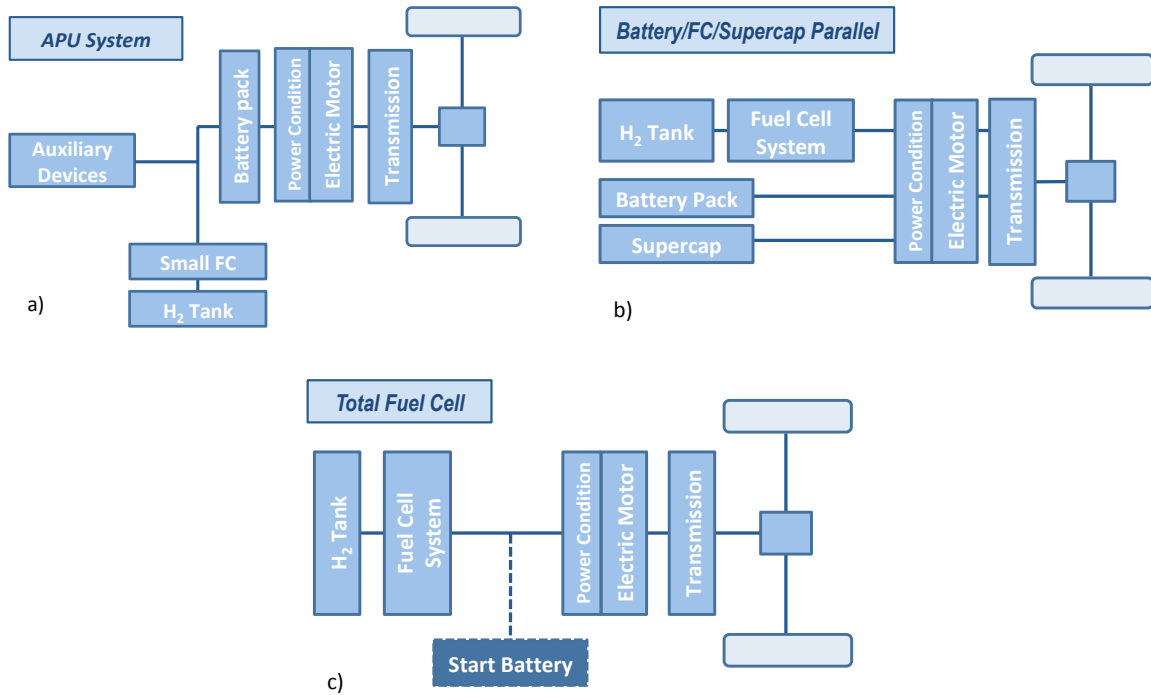 APU System
Battery pack
Power Condition
Electric Motor
Transmission
Auxiliary
Devices
Small FC
H₂ Tank
a)
Battery/FC/Supercap Parallel
H₂ Tank
Fuel Cell
System
Battery Pack
Supercap
Power Condition
Electric Motor
Transmission
b)
Total Fuel Cell
H₂ Tank
Fuel Cell
System
Power Condition
Electric Motor
Transmission
Start Battery
c)